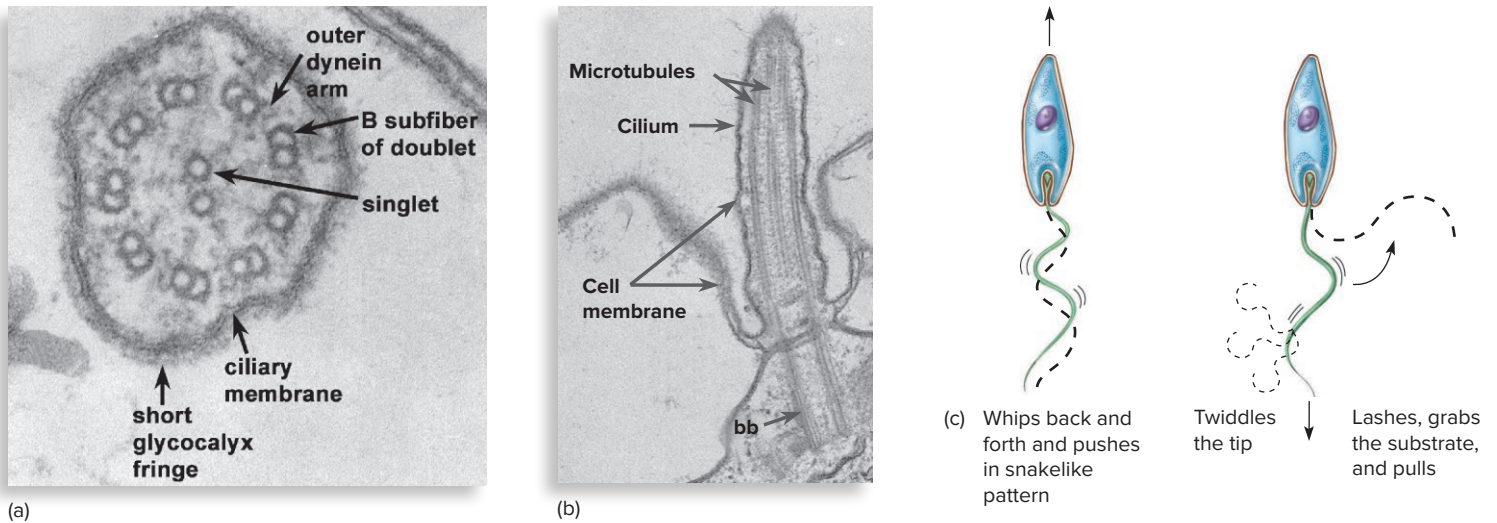 outer
dynein
arm
B subfiber
of doublet
singlet
ciliary
membrane
short
glycocalyx
fringe
(a)
Microtubules
Cilium
Cell
membrane
bb
(b)
(c) Whips back and
forth and pushes
in snakelike
pattern
Twiddles
the tip
Lashes, grabs
the substrate,
and pulls